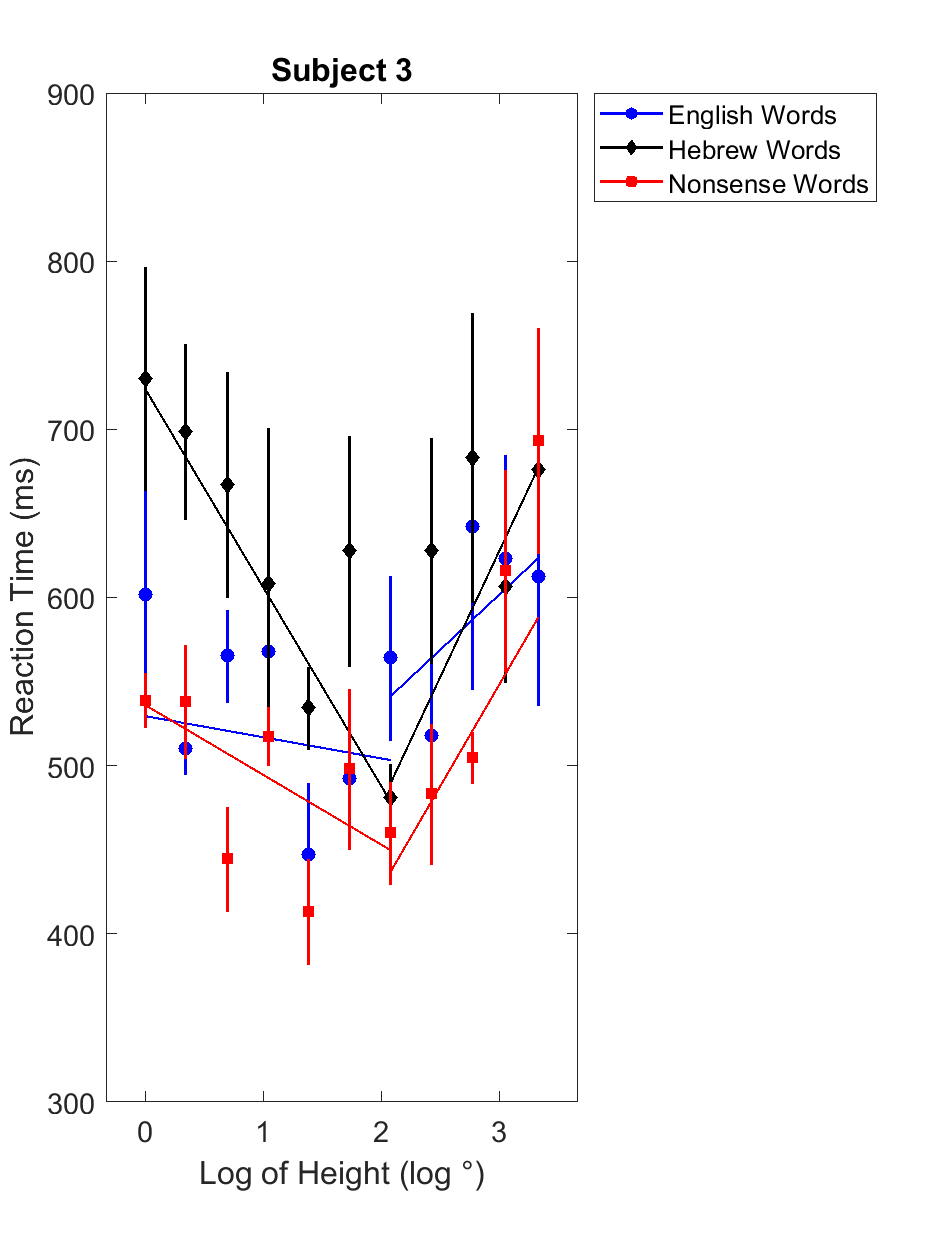 Subject 3
900
800
700
600
500
400
300
Reaction Time (ms)
0 1 2 3
Log of Height (log °)
English Words
Hebrew Words
Nonsense Words